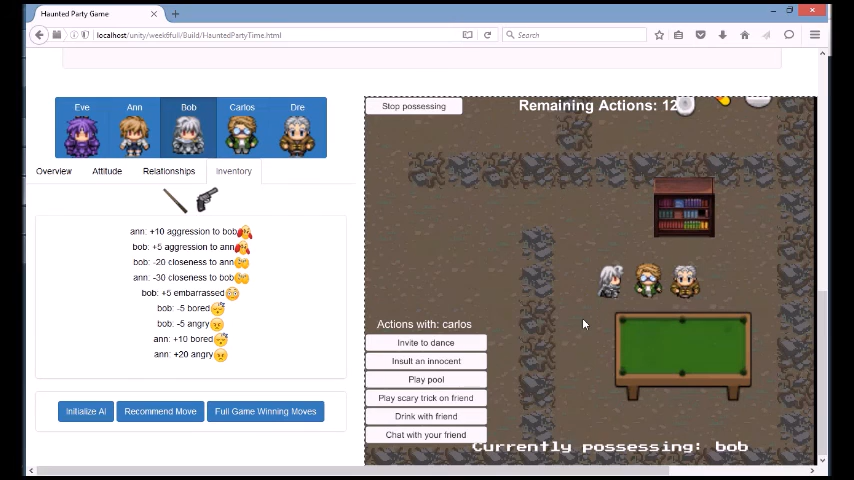 Haunted Party Game
localhost/unity/week6full/Build/HauntedPartyTime.html
Search
Eve Ann Bob Carlos Dre
Overview Attitude Relationships Inventory
ann: +10 aggression to bob
bob: +5 aggression to ann
bob: -20 closeness to ann
ann: -30 closeness to bob
bob: +5 embarrassed
bob: -5 bored
bob: -5 angry
ann: +10 bored
ann: +20 angry
Initialize AI Recommend Move Full Game Winning Moves
Stop possessing
Remaining Actions: 12
Actions with: carlos
Invite to dance
Insult an innocent
Play pool
Play scary trick on friend
Drink with friend
Chat with your friend
Currently possessing: bob